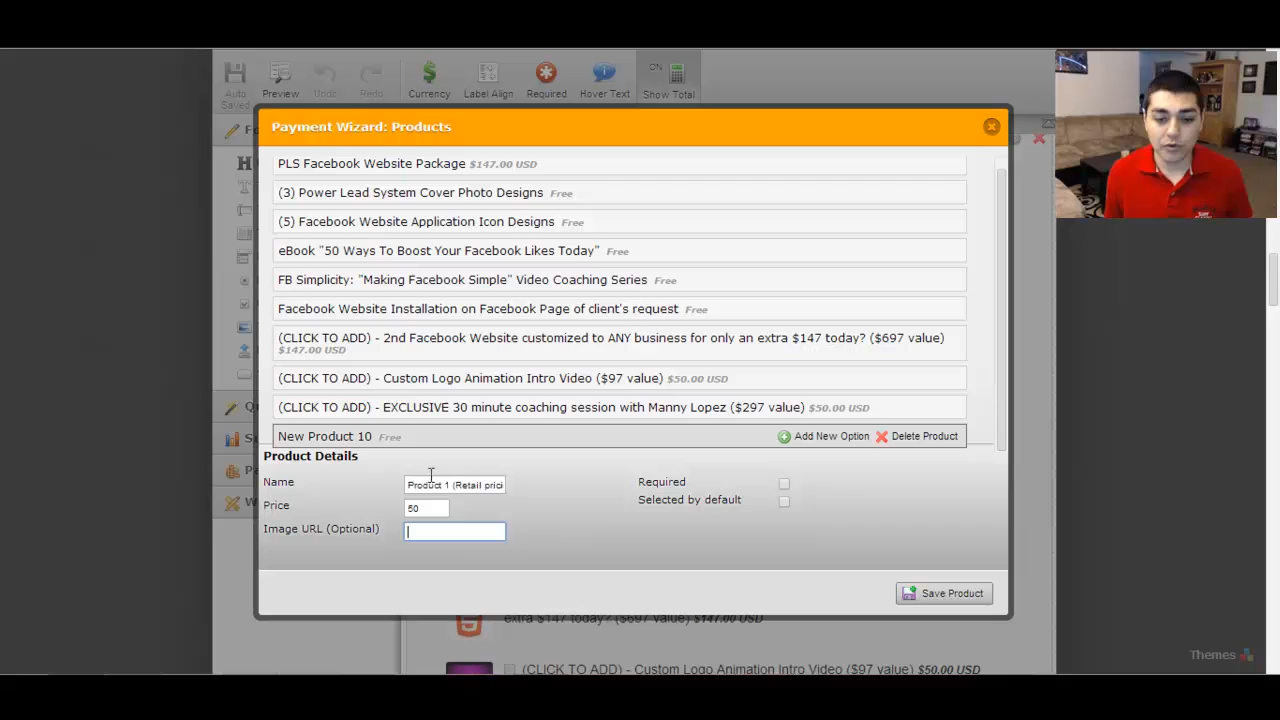 ON
Auto Saved
Preview
Undo
Redo
Currency
Label Align
Required
Hover Text
Show Total
Payment Wizard: Products
PLS Facebook Website Package $147.00 USD
(3) Power Lead System Cover Photo Designs Free
(5) Facebook Website Application Icon Designs Free
eBook "50 Ways To Boost Your Facebook Likes Today" Free
FB Simplicity: "Making Facebook Simple" Video Coaching Series Free
Facebook Website Installation on Facebook Page of client's request Free
(CLICK TO ADD) - 2nd Facebook Website customized to ANY business for only an extra $147 today? ($697 value)
$147.00 USD
(CLICK TO ADD) - Custom Logo Animation Intro Video ($97 value) $50.00 USD
(CLICK TO ADD) - EXCLUSIVE 30 minute coaching session with Manny Lopez ($297 value) $50.00 USD
New Product 10 Free
Add New Option
Delete Product
Product Details
Name
Product 1 (Retail prici
Required
Price
50
Selected by default
Image URL (Optional)
Save Product
extra $147 today? ($697 value) $147.00 USD
Themes
(CLICK TO ADD) - Custom Logo Animation Intro Video ($97 value) $50.00 USD